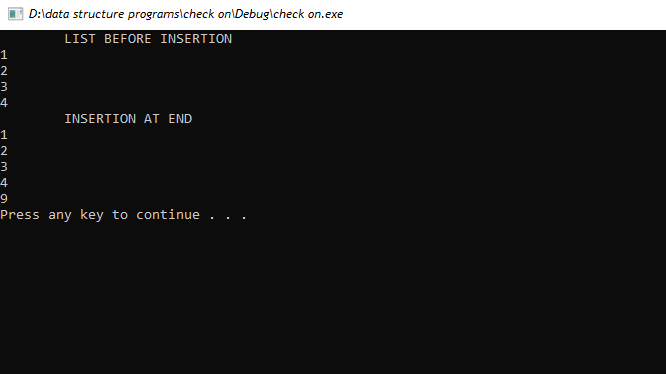 D:\data structure programs\check on\Debug\check on.exe
LIST BEFORE INSERTION
1
2
3
4
INSERTION AT END
1
2
3
4
9
Press any key to continue . . .